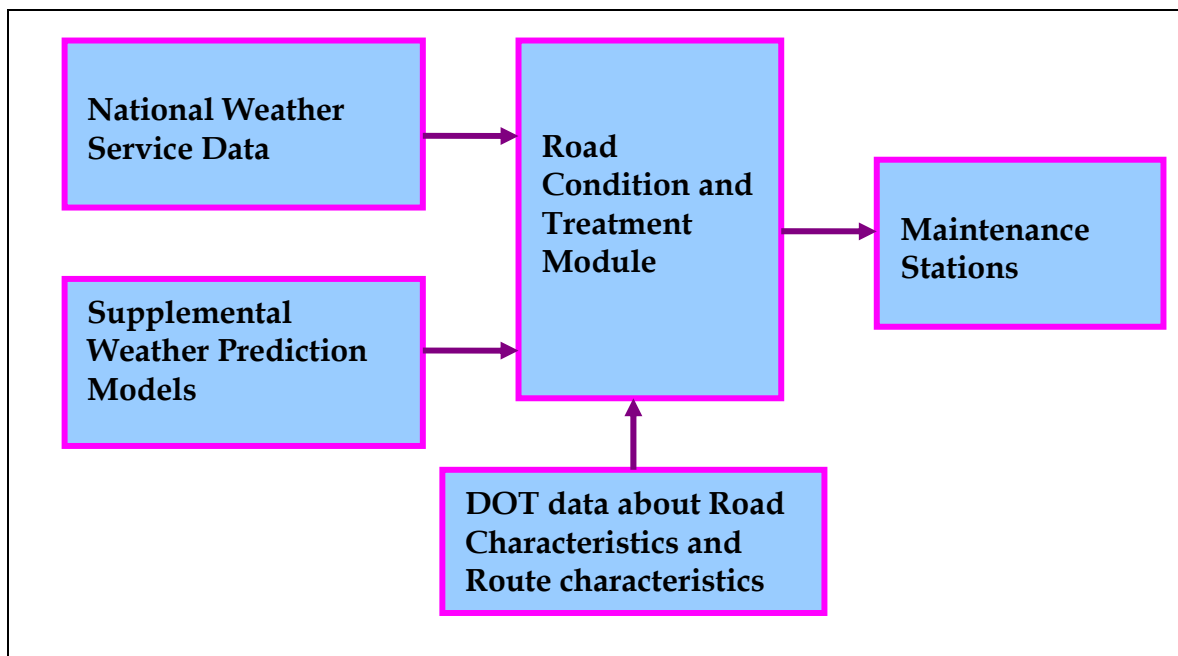 National Weather
Service Data
Road
Condition and
Treatment
Module
Maintenance
Stations
Supplemental
Weather Prediction
Models
DOT data about Road
Characteristics and
Route characteristics